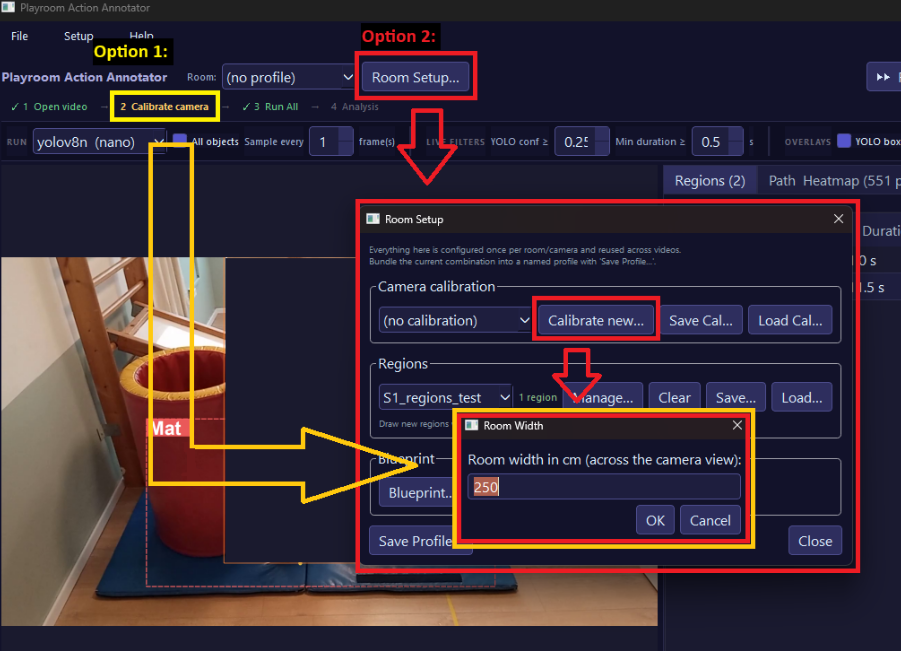 Playroom Action Annotator
File Setup Help
Option 1:
Option 2:
Playroom Action Annotator Room: (no profile) Room Setup...
✓ 1 Open video → 2 Calibrate camera → ✓ 3 Run All → 4 Analysis
RUN yolov8n (nano) All objects Sample every 1 frame(s) LIVE FILTERS YOLO conf ≥ 0.25 Min duration ≥ 0.5 s OVERLAYS YOLO box
Regions (2) Path Heatmap (551 p
Durati
0 s
.5 s
Mat
Room Setup
Everything here is configured once per room/camera and reused across videos.
Bundle the current combination into a named profile with 'Save Profile...'.
Camera calibration
(no calibration) Calibrate new... Save Cal... Load Cal...
Regions
S1_regions_test 1 region Manage... Clear Save... Load...
Draw new regions
Blueprint
Blueprint..
Save Profile
Close
Room Width
Room width in cm (across the camera view):
250
OK Cancel